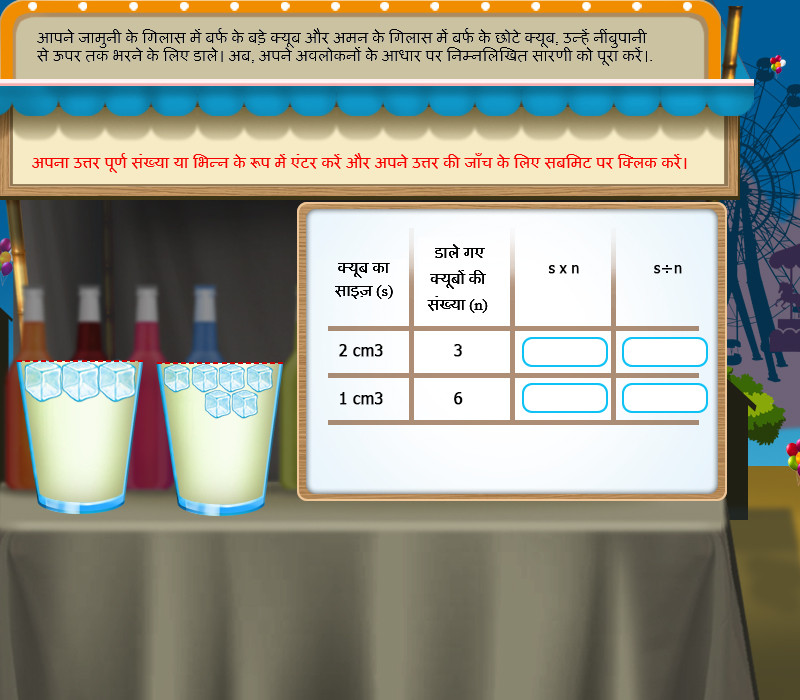 आपने जामुनी के गिलास में बर्फ के बड़े क्यूब और अमन के गिलास में बर्फ के छोटे क्यूब, उन्हें नींबुपानी
से ऊपर तक भरने के लिए डाले। अब, अपने अवलोकनों के आधार पर निम्नलिखित सारणी को पूरा करें।.
अपना उत्तर पूर्ण संख्या या भिन्न के रूप में एंटर करें और अपने उत्तर की जाँच के लिए सबमिट पर क्लिक करें।
क्यूब का साइज़ (s) डाले गए क्यूबों की संख्या (n) s x n s÷n
2 cm3 3
1 cm3 6